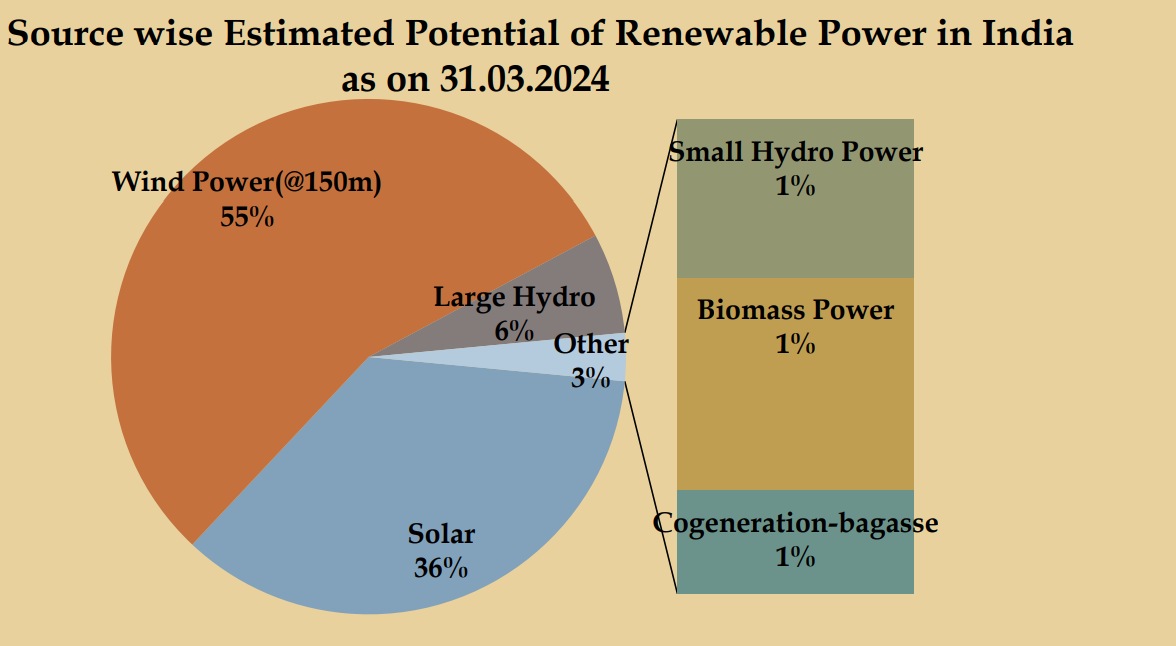 Source wise Estimated Potential of Renewable Power in India
as on 31.03.2024
Wind Power(@150m)
55%
Large Hydro
6%
Other
3%
Solar
36%
Small Hydro Power
1%
Biomass Power
1%
Cogeneration-bagasse
1%